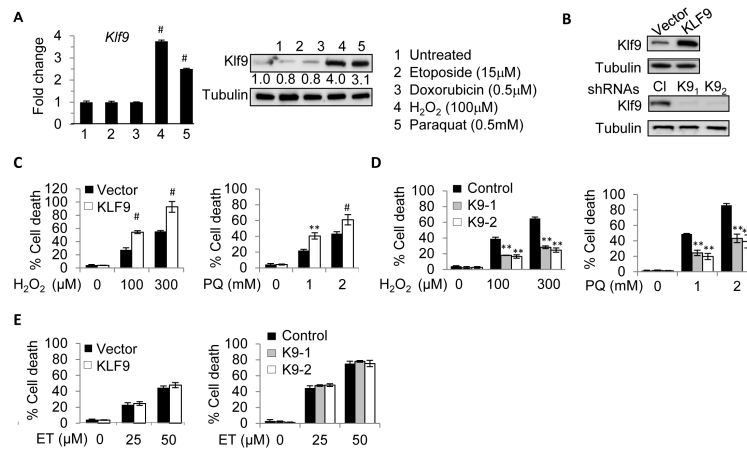 A
Klf9
Fold change
4
3
2
1
0
# #
1 2 3 4 5
1 2 3 4 5
Klf9
1.0 0.8 0.8 4.0 3.1
Tubulin
1 Untreated
2 Etoposide (15μM)
3 Doxorubicin (0.5μM)
4 H₂O₂ (100μM)
5 Paraquat (0.5mM)
B
Vector KLF9
Klf9
Tubulin
shRNAs Cl K9₁ K9₂
Klf9
Tubulin
C
% Cell death
120
100
80
60
40
20
0
Vector
KLF9
# #
H₂O₂ (μM) 0 100 300
% Cell death
100
80
60
40
20
0
** #
PQ (mM) 0 1 2
D
% Cell death
100
80
60
40
20
0
Control
K9-1
K9-2
** ** ** **
H₂O₂ (μM) 0 100 300
% Cell death
100
80
60
40
20
0
** ** ** **
PQ (mM) 0 1 2
E
% Cell death
100
80
60
40
20
0
Vector
KLF9
ET (μM) 0 25 50
% Cell death
100
80
60
40
20
0
Control
K9-1
K9-2
ET (μM) 0 25 50